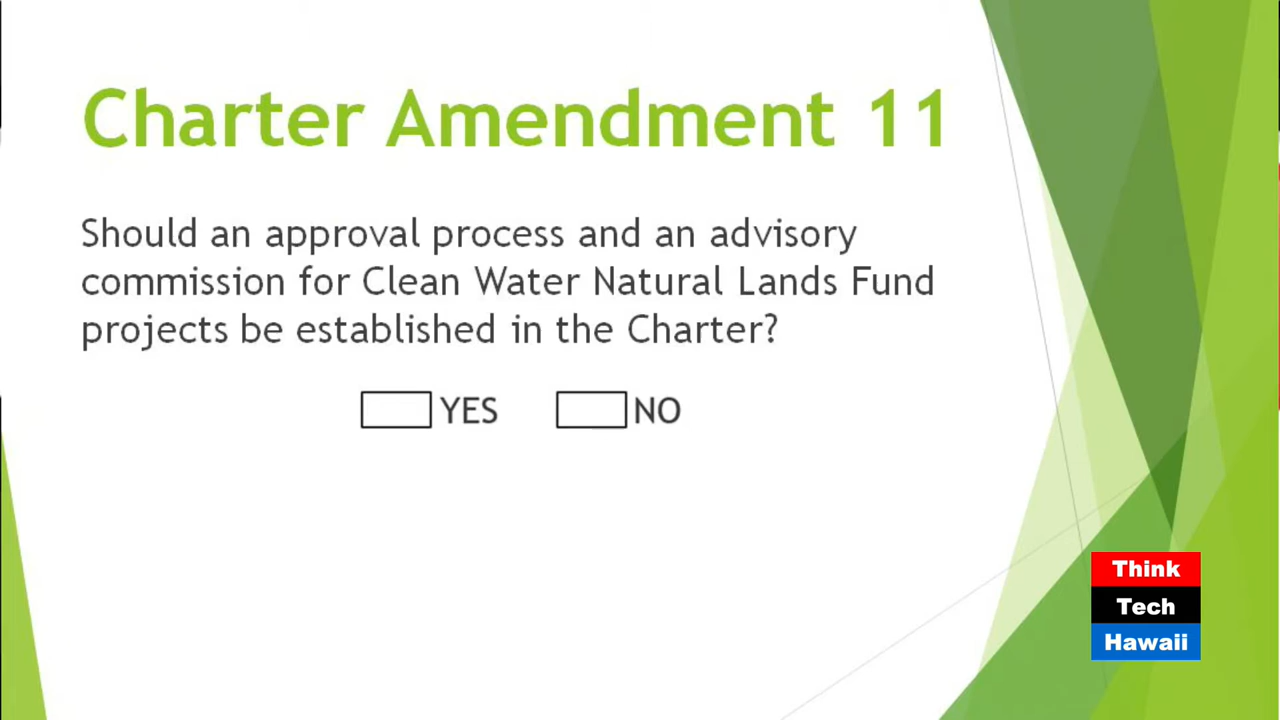 Charter Amendment 11
Should an approval process and an advisory
commission for Clean Water Natural Lands Fund
projects be established in the Charter?
YES NO
Think
Tech
Hawaii